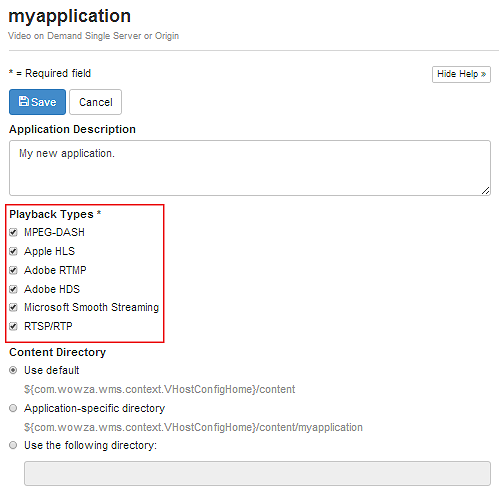 myapplication
Video on Demand Single Server or Origin
* = Required field
Hide Help »
Save Cancel
Application Description
My new application.
Playback Types *
MPEG-DASH
Apple HLS
Adobe RTMP
Adobe HDS
Microsoft Smooth Streaming
RTSP/RTP
Content Directory
Use default
${com.wowza.wms.context.VHostConfigHome}/content
Application-specific directory
${com.wowza.wms.context.VHostConfigHome}/content/myapplication
Use the following directory: